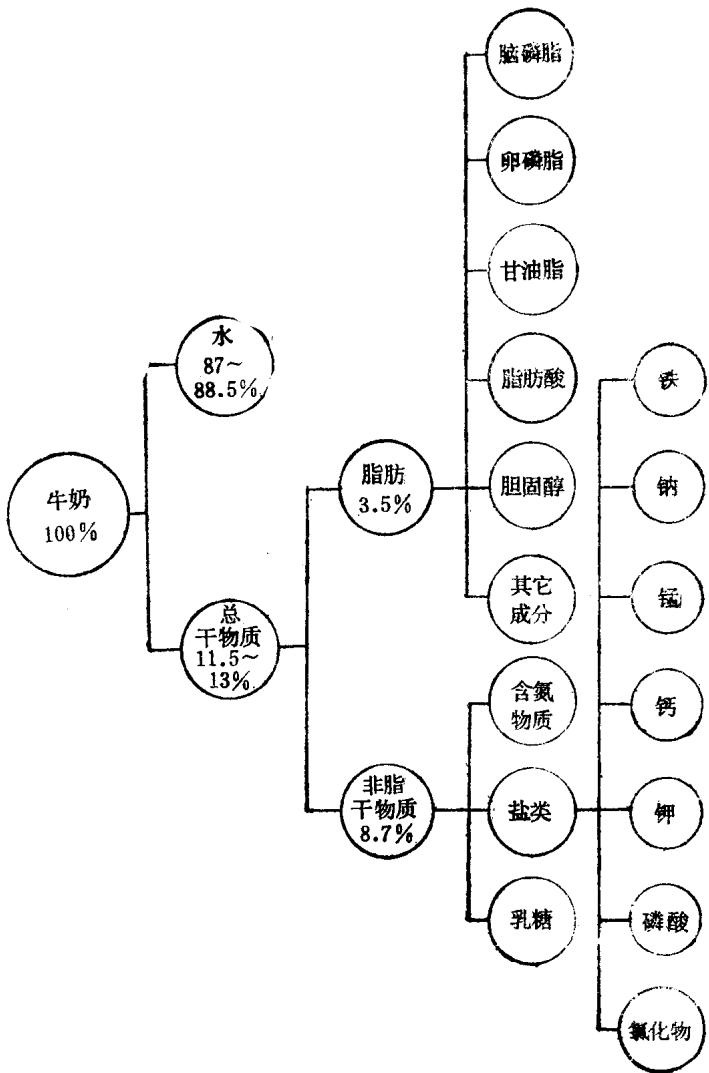 牛奶
100%
水
87～
88.5%
总
干物质
11.5～
13%
脂肪
3.5%
非脂
干物质
8.7%
脑磷脂
卵磷脂
甘油脂
脂肪酸
胆固醇
其它
成分
含氮
物质
盐类
乳糖
铁
钠
锰
钙
钾
磷酸
氯化物